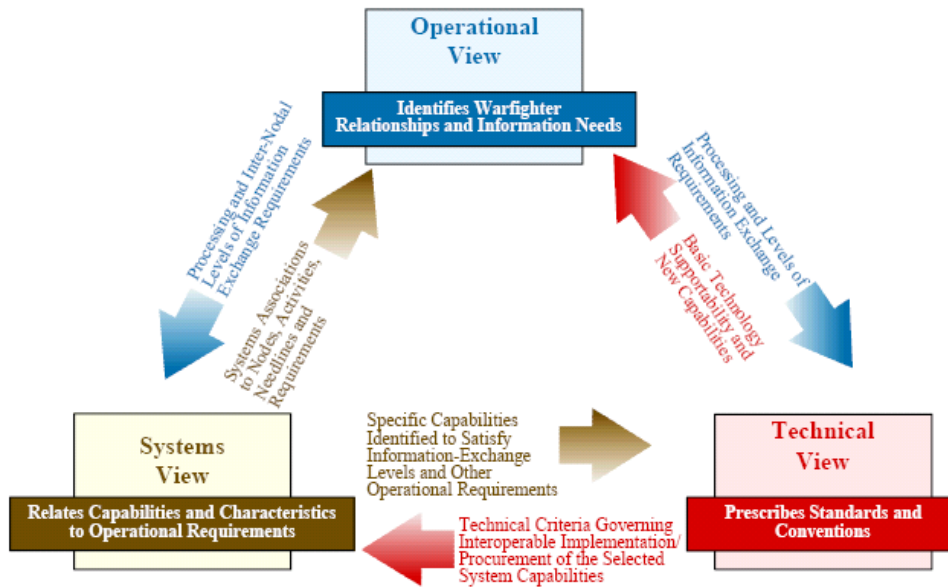 Operational
View
Identifies Warfighter
Relationships and Information Needs
Processing and Inter-Nodal
Levels of Information
Exchange Requirements
Systems Associations
to Nodes, Activities,
Needlines and
Requirements
Processing and Levels of
Information Exchange
Requirements
Basic Technology
Supportability and
New Capabilities
Systems
View
Relates Capabilities and Characteristics
to Operational Requirements
Specific Capabilities
Identified to Satisfy
Information-Exchange
Levels and Other
Operational Requirements
Technical Criteria Governing
Interoperable Implementation/
Procurement of the Selected
System Capabilities
Technical
View
Prescribes Standards and
Conventions